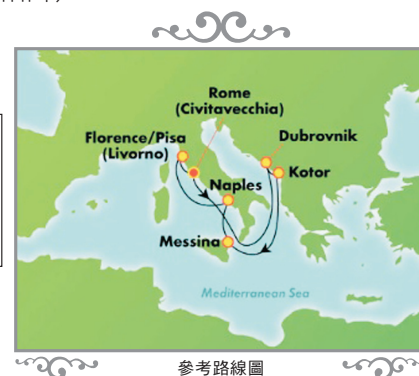 Rome
(Civitavecchia)
Florence/Pisa
(Livorno)
Dubrovnik
Kotor
Naples
Messina
Mediterranean Sea
參考路線圖